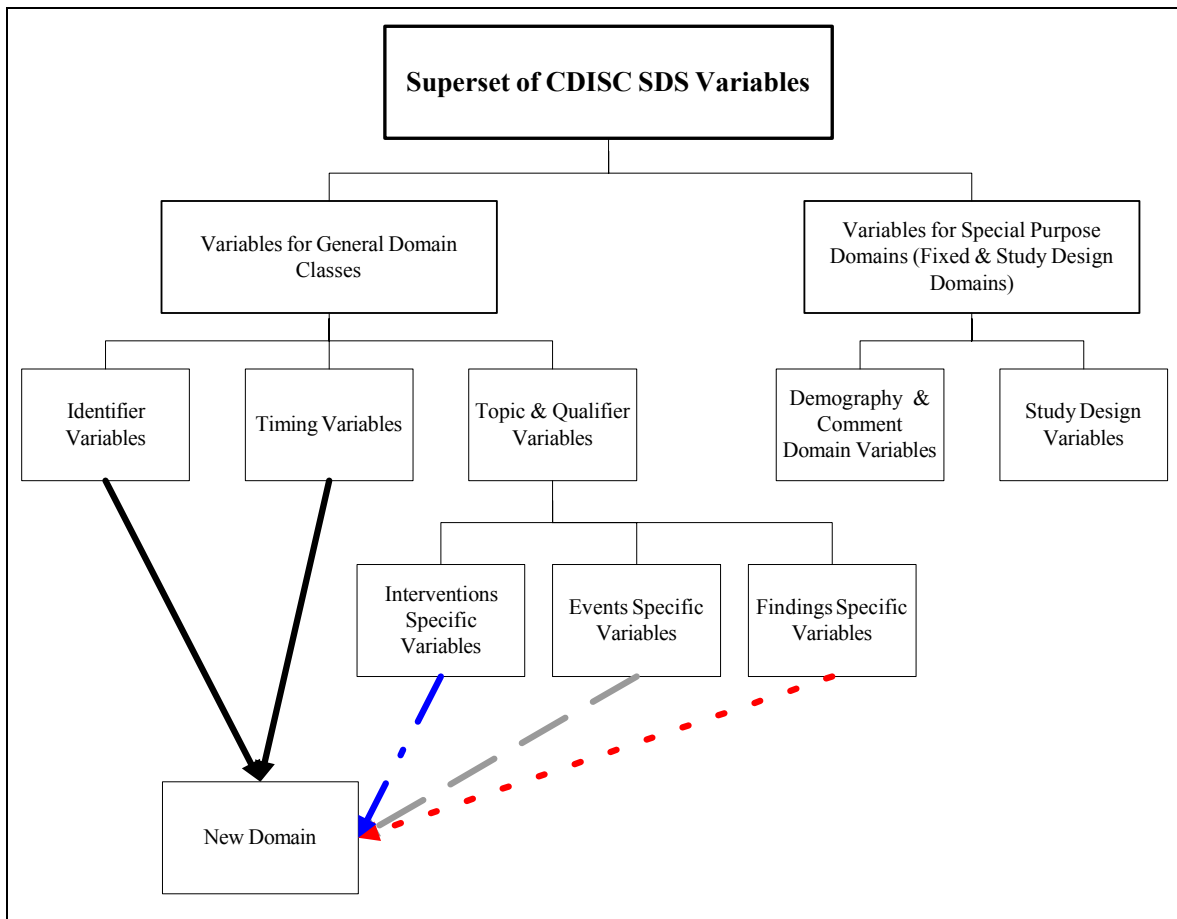 Superset of CDISC SDS Variables
Variables for General Domain
Classes
Variables for Special Purpose
Domains (Fixed & Study Design
Domains)
Identifier
Variables
Timing Variables
Topic & Qualifier
Variables
Demography &
Comment
Domain Variables
Study Design
Variables
Interventions
Specific
Variables
Events Specific
Variables
Findings Specific
Variables
New Domain